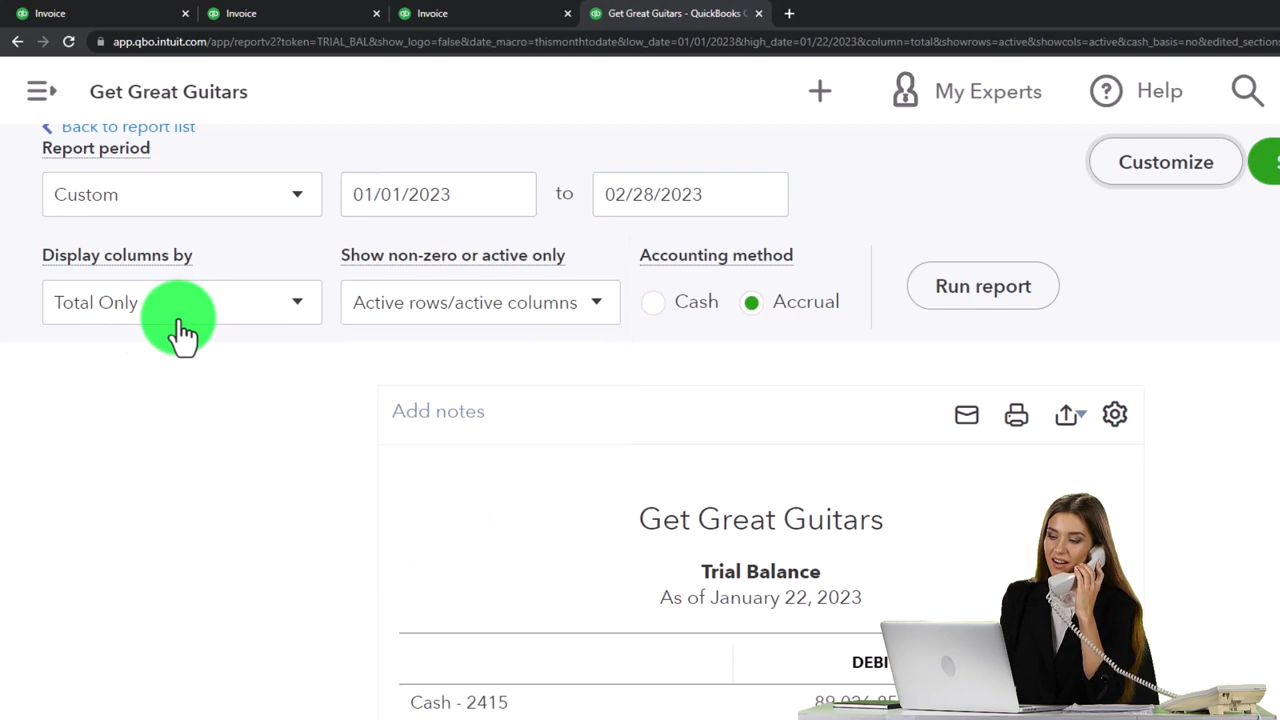 Invoice
Invoice
Invoice
Get Great Guitars - QuickBooks
app.qbo.intuit.com/app/reportv2?token=TRIAL_BAL&show_logo=false&date_macro=thismonthtodate&low_date=01/01/2023&high_date=01/22/2023&column=total&showrows=active&showcols=active&cash_basis=no&edited_sections
Get Great Guitars
My Experts
Help
Back to report list
Report period
Custom
01/01/2023
to
02/28/2023
Customize
Display columns by
Show non-zero or active only
Accounting method
Total Only
Active rows/active columns
Cash
Accrual
Run report
Add notes
Get Great Guitars
Trial Balance
As of January 22, 2023
DEBI
Cash - 2415